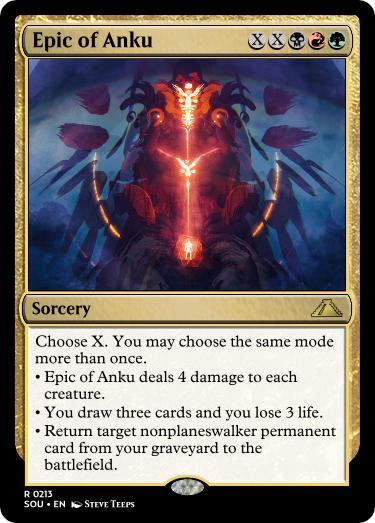 Epic of Anku XXBRG
Sorcery
Choose X. You may choose the same mode
more than once.
• Epic of Anku deals 4 damage to each
creature.
• You draw three cards and you lose 3 life.
• Return target nonplaneswalker permanent
card from your graveyard to the
battlefield.
R 0213
SOU • EN Steve Teeps